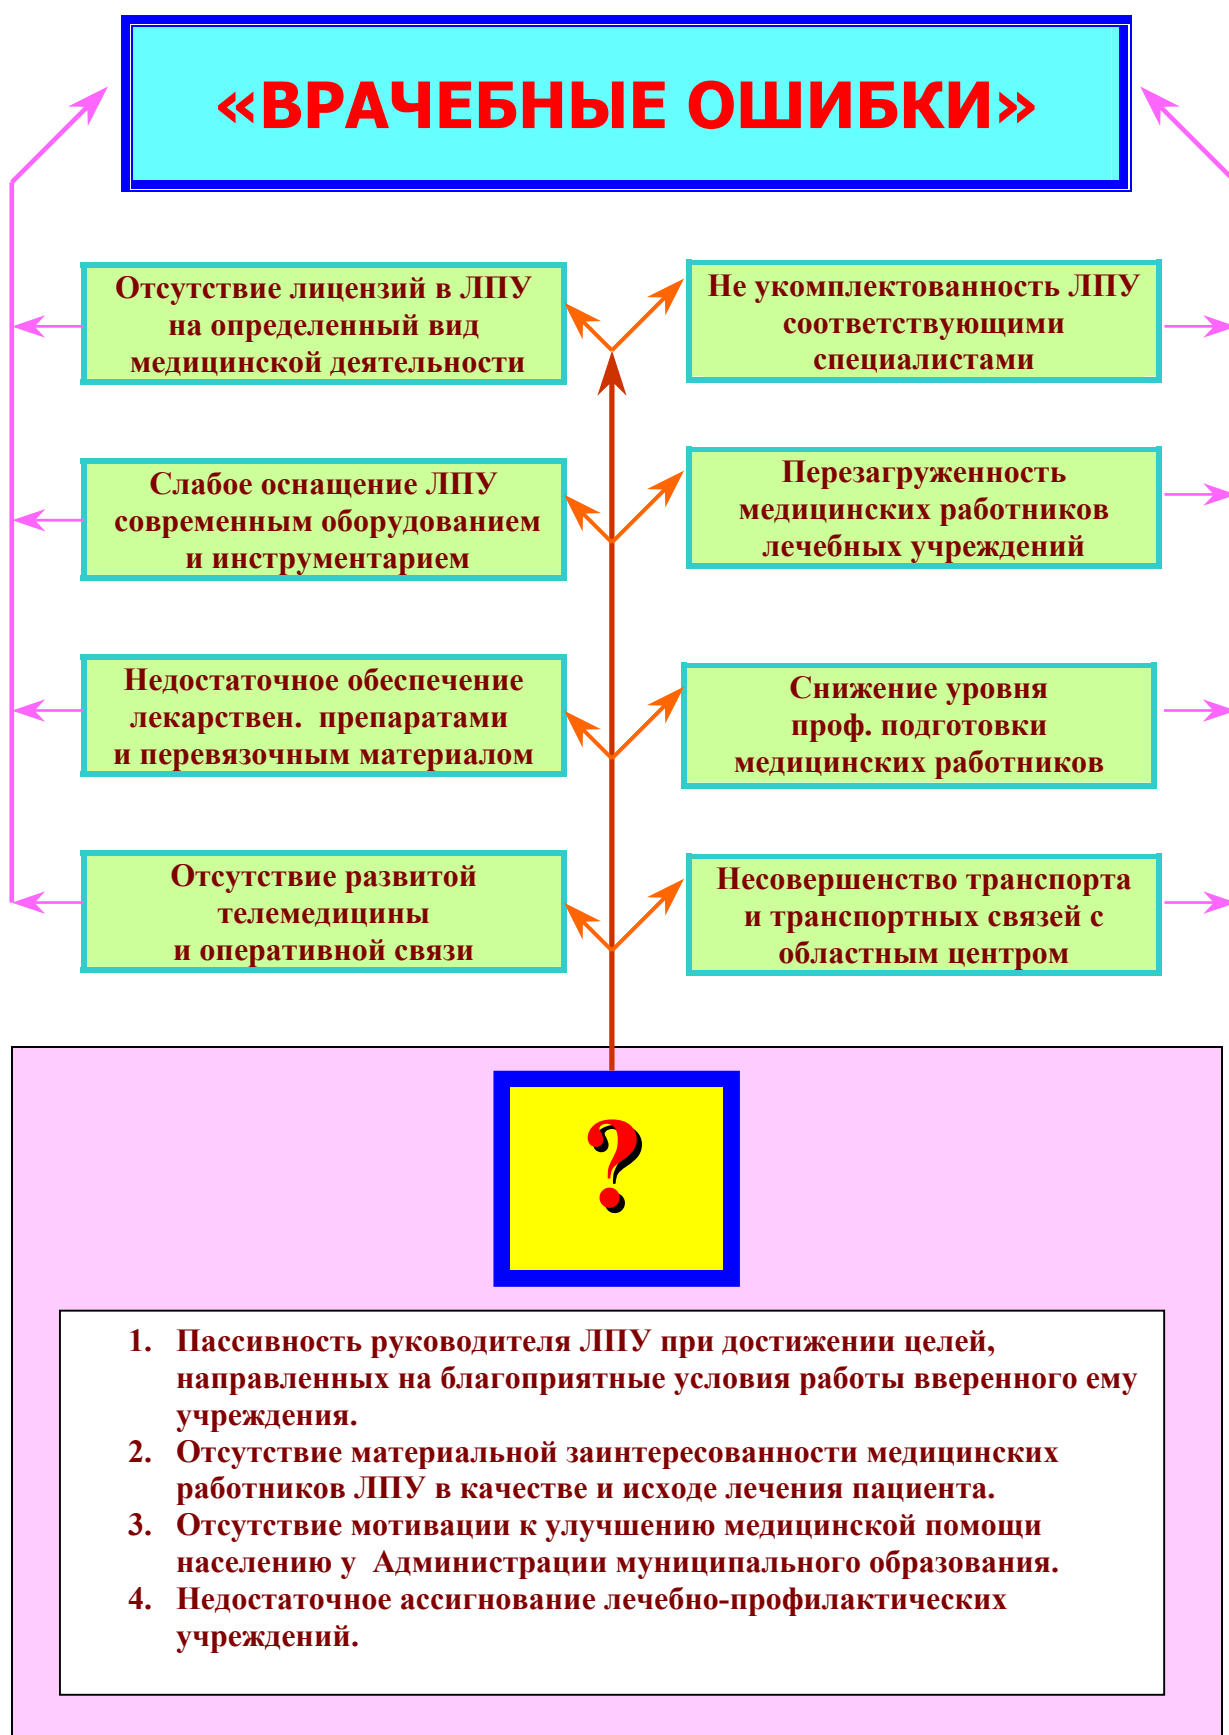 «ВРАЧЕБНЫЕ ОШИБКИ»
Отсутствие лицензий в ЛПУ
на определенный вид
медицинской деятельности
Не укомплектованность ЛПУ
соответствующими
специалистами
Слабое оснащение ЛПУ
современным оборудованием
и инструментарием
Перезагруженность
медицинских работников
лечебных учреждений
Недостаточное обеспечение
лекарствен. препаратами
и перевязочным материалом
Снижение уровня
проф. подготовки
медицинских работников
Отсутствие развитой
телемедицины
и оперативной связи
Несовершенство транспорта
и транспортных связей с
областным центром
?
1. Пассивность руководителя ЛПУ при достижении целей,
направленных на благоприятные условия работы вверенного ему
учреждения.
2. Отсутствие материальной заинтересованности медицинских
работников ЛПУ в качестве и исходе лечения пациента.
3. Отсутствие мотивации к улучшению медицинской помощи
населению у Администрации муниципального образования.
4. Недостаточное ассигнование лечебно-профилактических
учреждений.